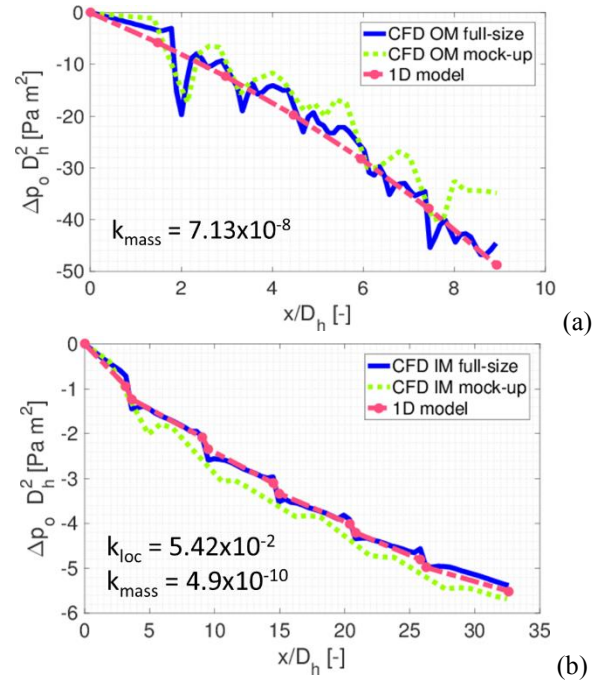 0
-10
-20
-30
-40
-50
Δp₀ D_h² [Pa m²]
CFD OM full-size
CFD OM mock-up
1D model
k_mass = 7.13x10⁻⁸
0 2 4 6 8 10
x/D_h [-]
(a)
0
-1
-2
-3
-4
-5
-6
Δp₀ D_h² [Pa m²]
CFD IM full-size
CFD IM mock-up
1D model
k_loc = 5.42x10⁻²
k_mass = 4.9x10⁻¹⁰
0 5 10 15 20 25 30 35
x/D_h [-]
(b)